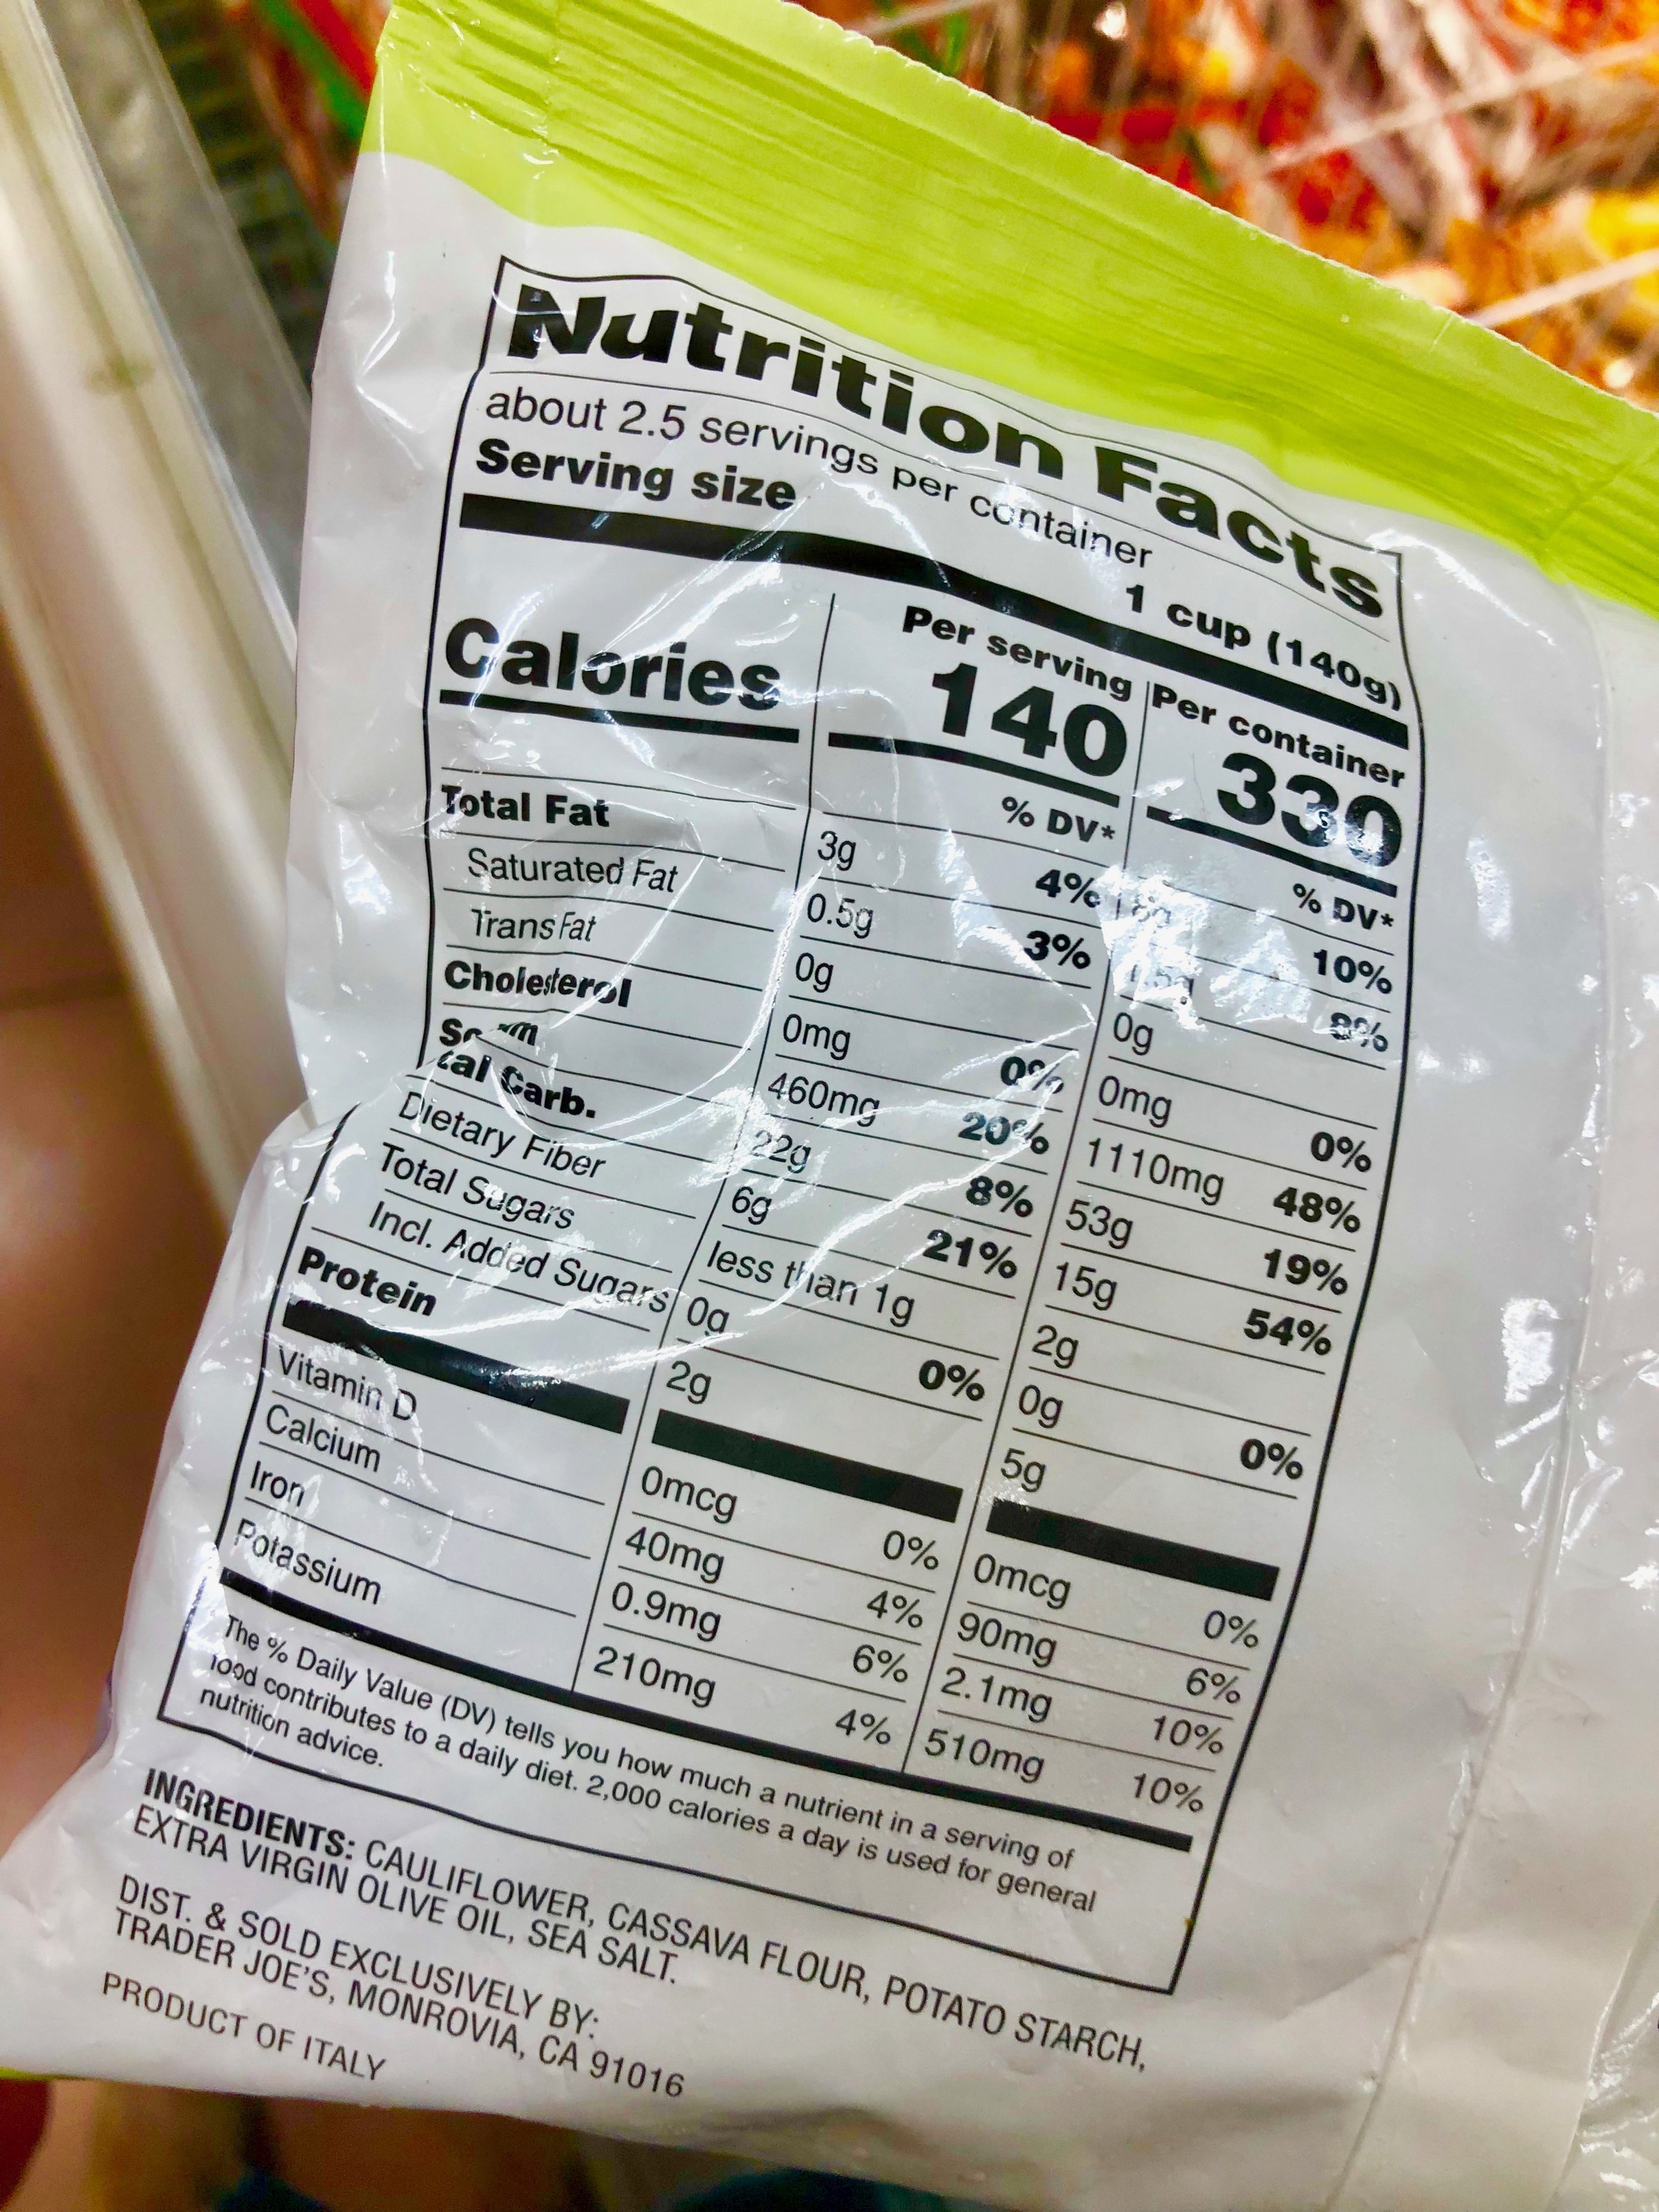 Nutrition Facts
about 2.5 servings per container
Serving size 1 cup (140g)
Per serving Per container
Calories 140 330
% DV* % DV*
Total Fat 3g 4% 8g 10%
Saturated Fat 0.5g 3% 1.5g 8%
Trans Fat 0g 0g
Cholesterol 0mg 0% 0mg 0%
460mg 20% 1110mg 48%
Carb. 22g 8% 53g 19%
Dietary Fiber 6g 21% 15g 54%
Total Sugars less than 1g 2g
Incl. Added Sugars 0g 0% 0g 0%
Protein 2g 5g
Vitamin D 0mcg 0% 0mcg 0%
Calcium 40mg 4% 90mg 6%
Iron 0.9mg 6% 2.1mg 10%
Potassium 210mg 4% 510mg 10%
The % Daily Value (DV) tells you how much a nutrient in a serving of
food contributes to a daily diet. 2,000 calories a day is used for general
nutrition advice.
INGREDIENTS: CAULIFLOWER, CASSAVA FLOUR, POTATO STARCH,
EXTRA VIRGIN OLIVE OIL, SEA SALT.
DIST. & SOLD EXCLUSIVELY BY:
TRADER JOE'S, MONROVIA, CA 91016
PRODUCT OF ITALY